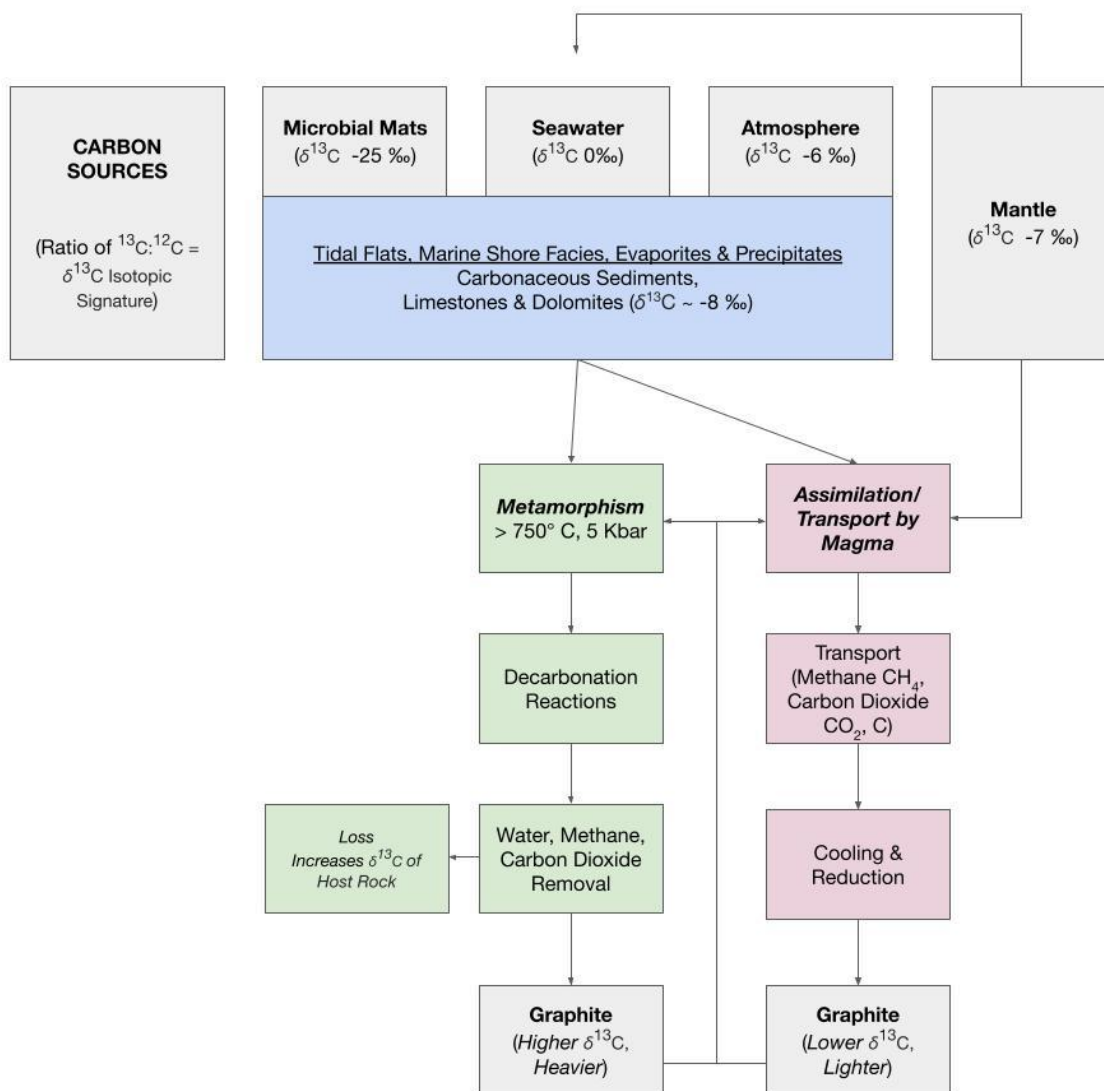 CARBON
SOURCES
(Ratio of ¹³C:¹²C =
δ¹³C Isotopic
Signature)
Microbial Mats
(δ¹³C -25 ‰)
Seawater
(δ¹³C 0‰)
Atmosphere
(δ¹³C -6 ‰)
Mantle
(δ¹³C -7 ‰)
Tidal Flats, Marine Shore Facies, Evaporites & Precipitates
Carbonaceous Sediments,
Limestones & Dolomites (δ¹³C ~ -8 ‰)
Metamorphism
> 750° C, 5 Kbar
Assimilation/
Transport by
Magma
Decarbonation
Reactions
Transport
(Methane CH₄,
Carbon Dioxide
CO₂, C)
Loss
Increases δ¹³C of
Host Rock
Water, Methane,
Carbon Dioxide
Removal
Cooling &
Reduction
Graphite
(Higher δ¹³C,
Heavier)
Graphite
(Lower δ¹³C,
Lighter)